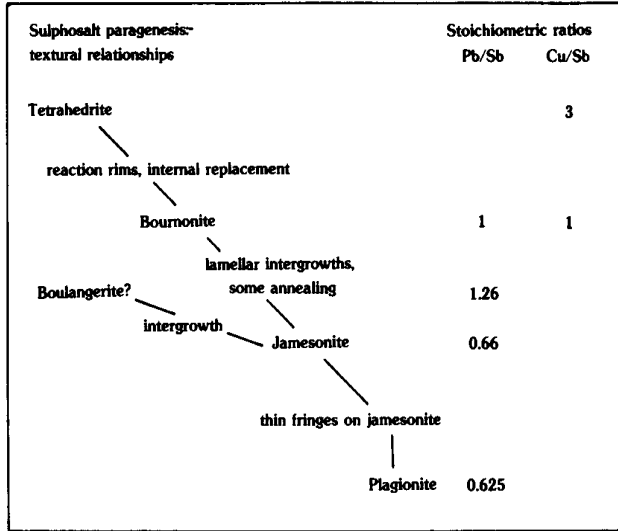 Sulphosalt paragenesis:- Stoichiometric ratios
textural relationships Pb/Sb Cu/Sb
Tetrahedrite 3
reaction rims, internal replacement
Bournonite 1 1
lamellar intergrowths,
some annealing
Boulangerite? 1.26
intergrowth
Jamesonite 0.66
thin fringes on jamesonite
Plagionite 0.625